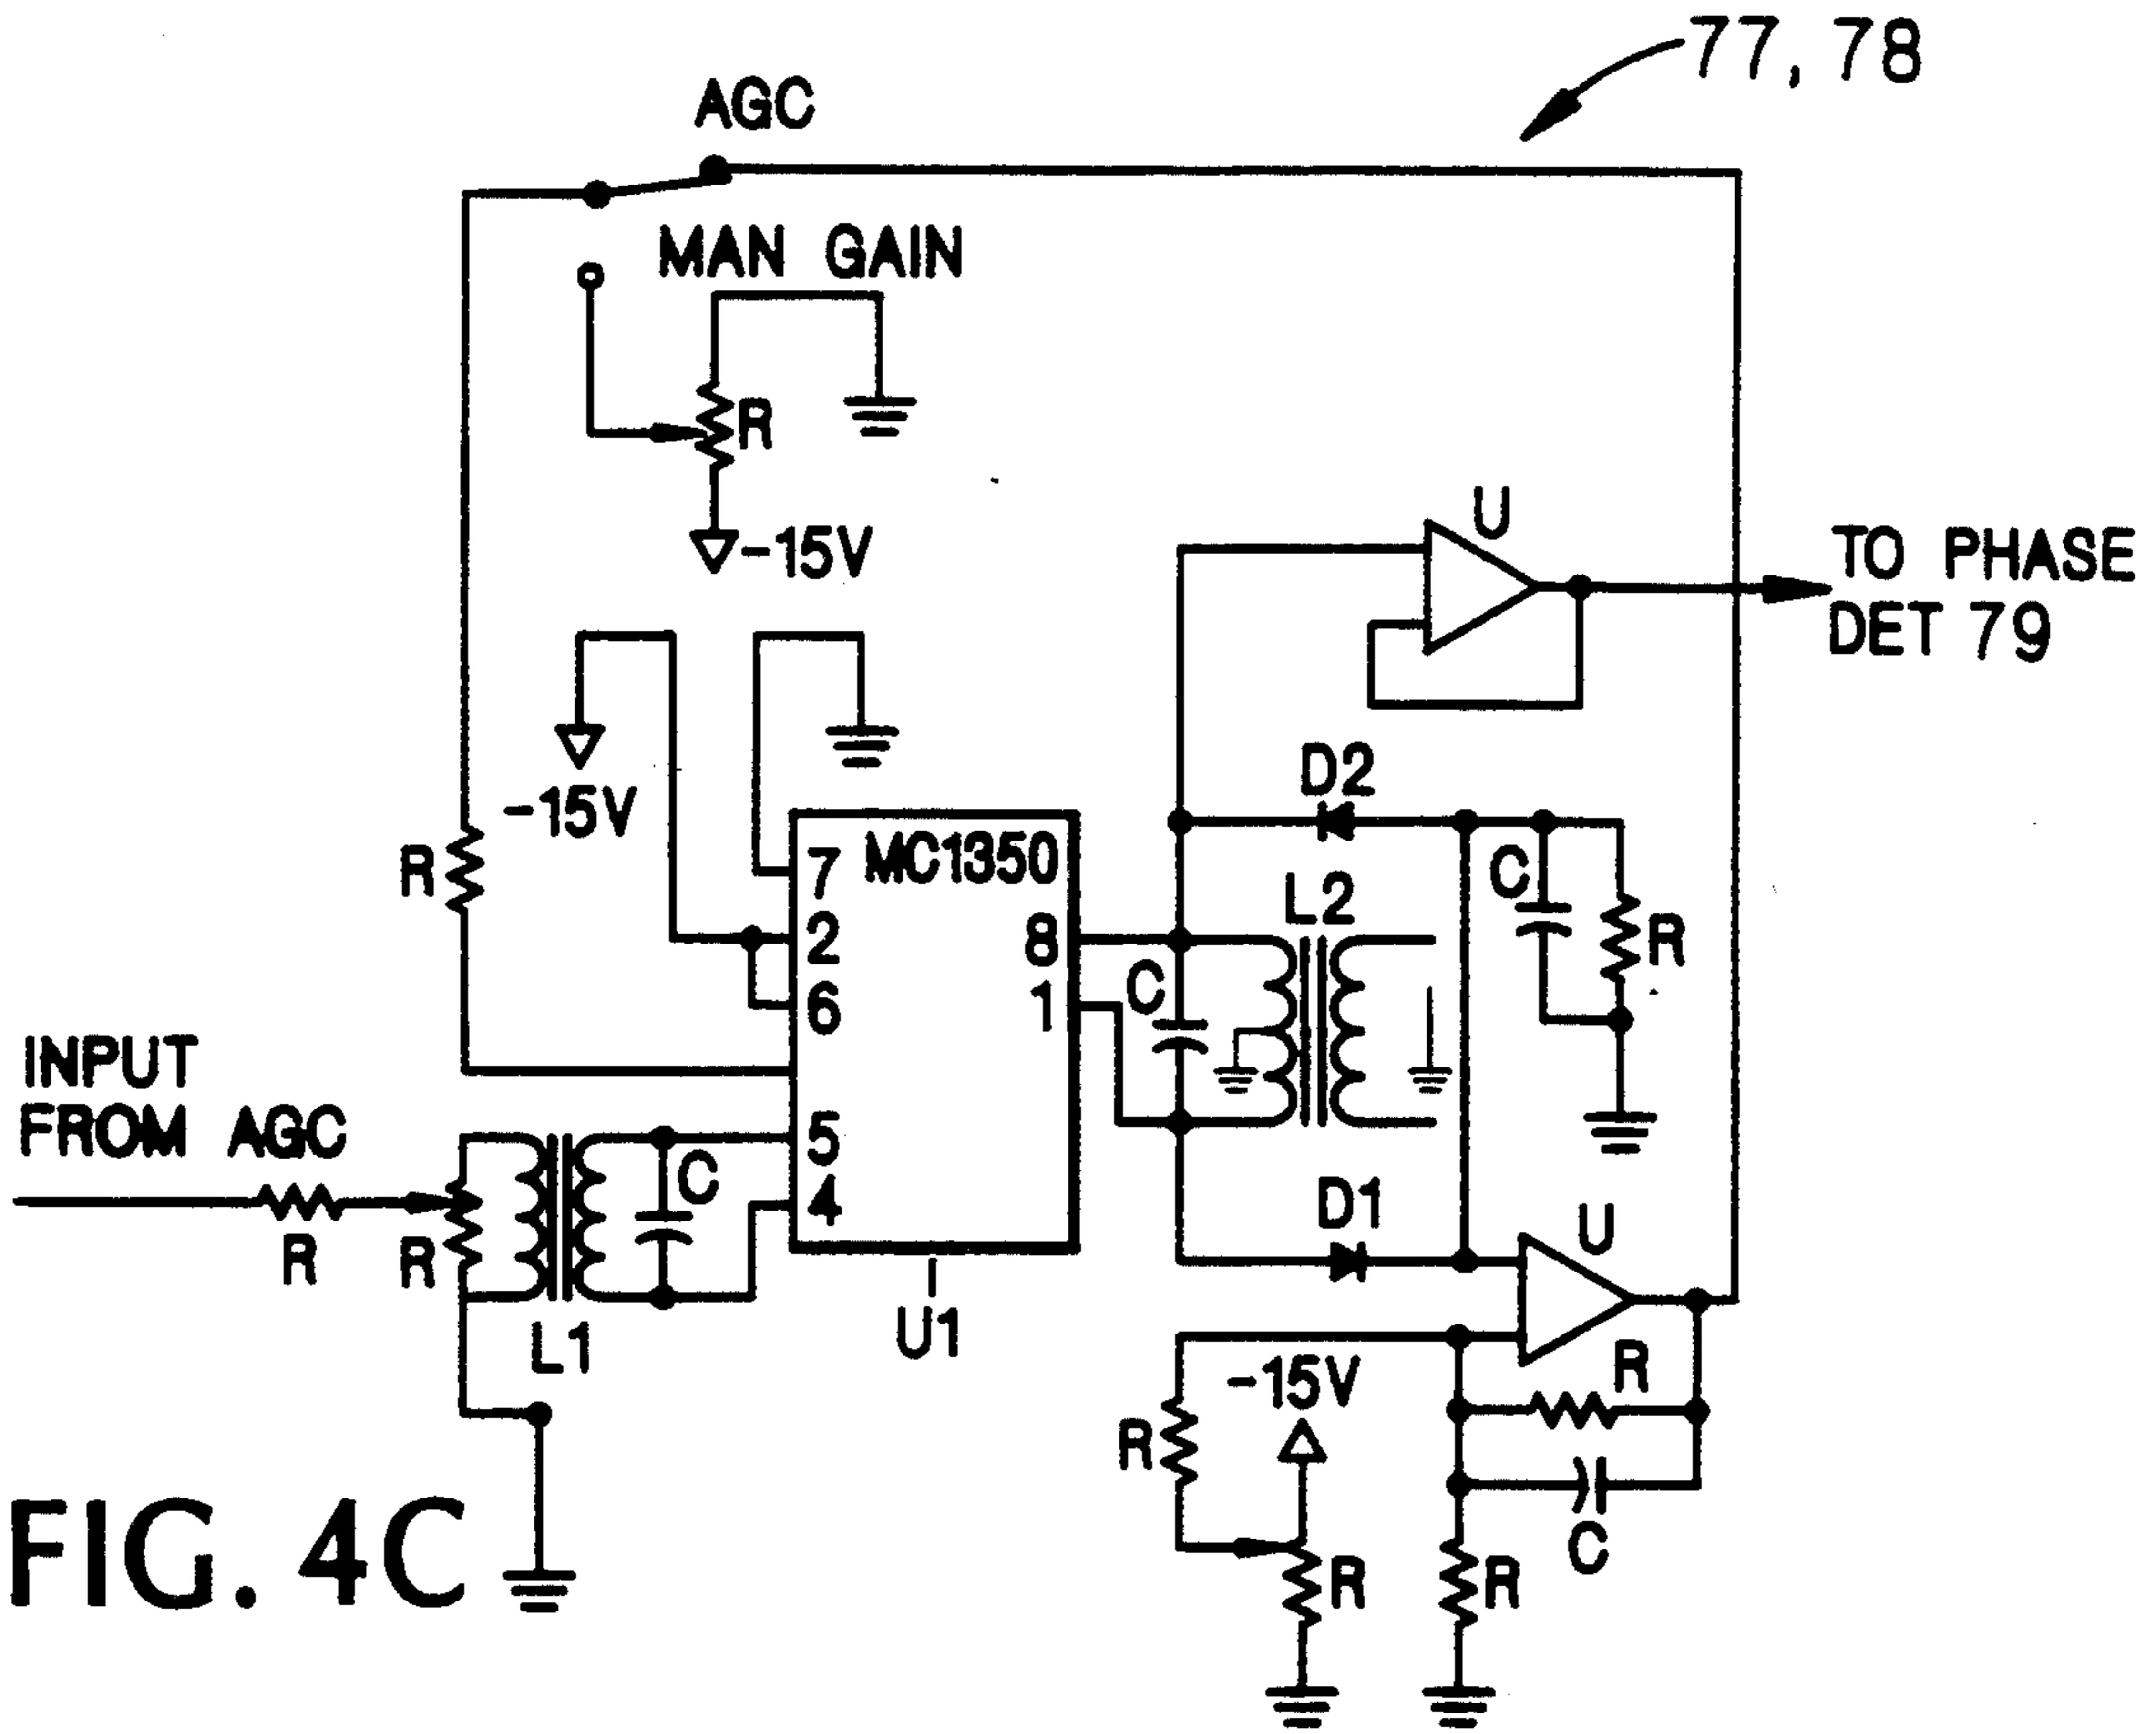 77, 78
AGC
MAN GAIN
R
-15V
U
TO PHASE
DET 79
-15V
D2
R
MC1350
7
2
6
8
1
5
4
C
L2
C
R
INPUT
FROM AGC
R
R
C
L1
U1
D1
U
R
-15V
R
R
R
C
FIG. 4C